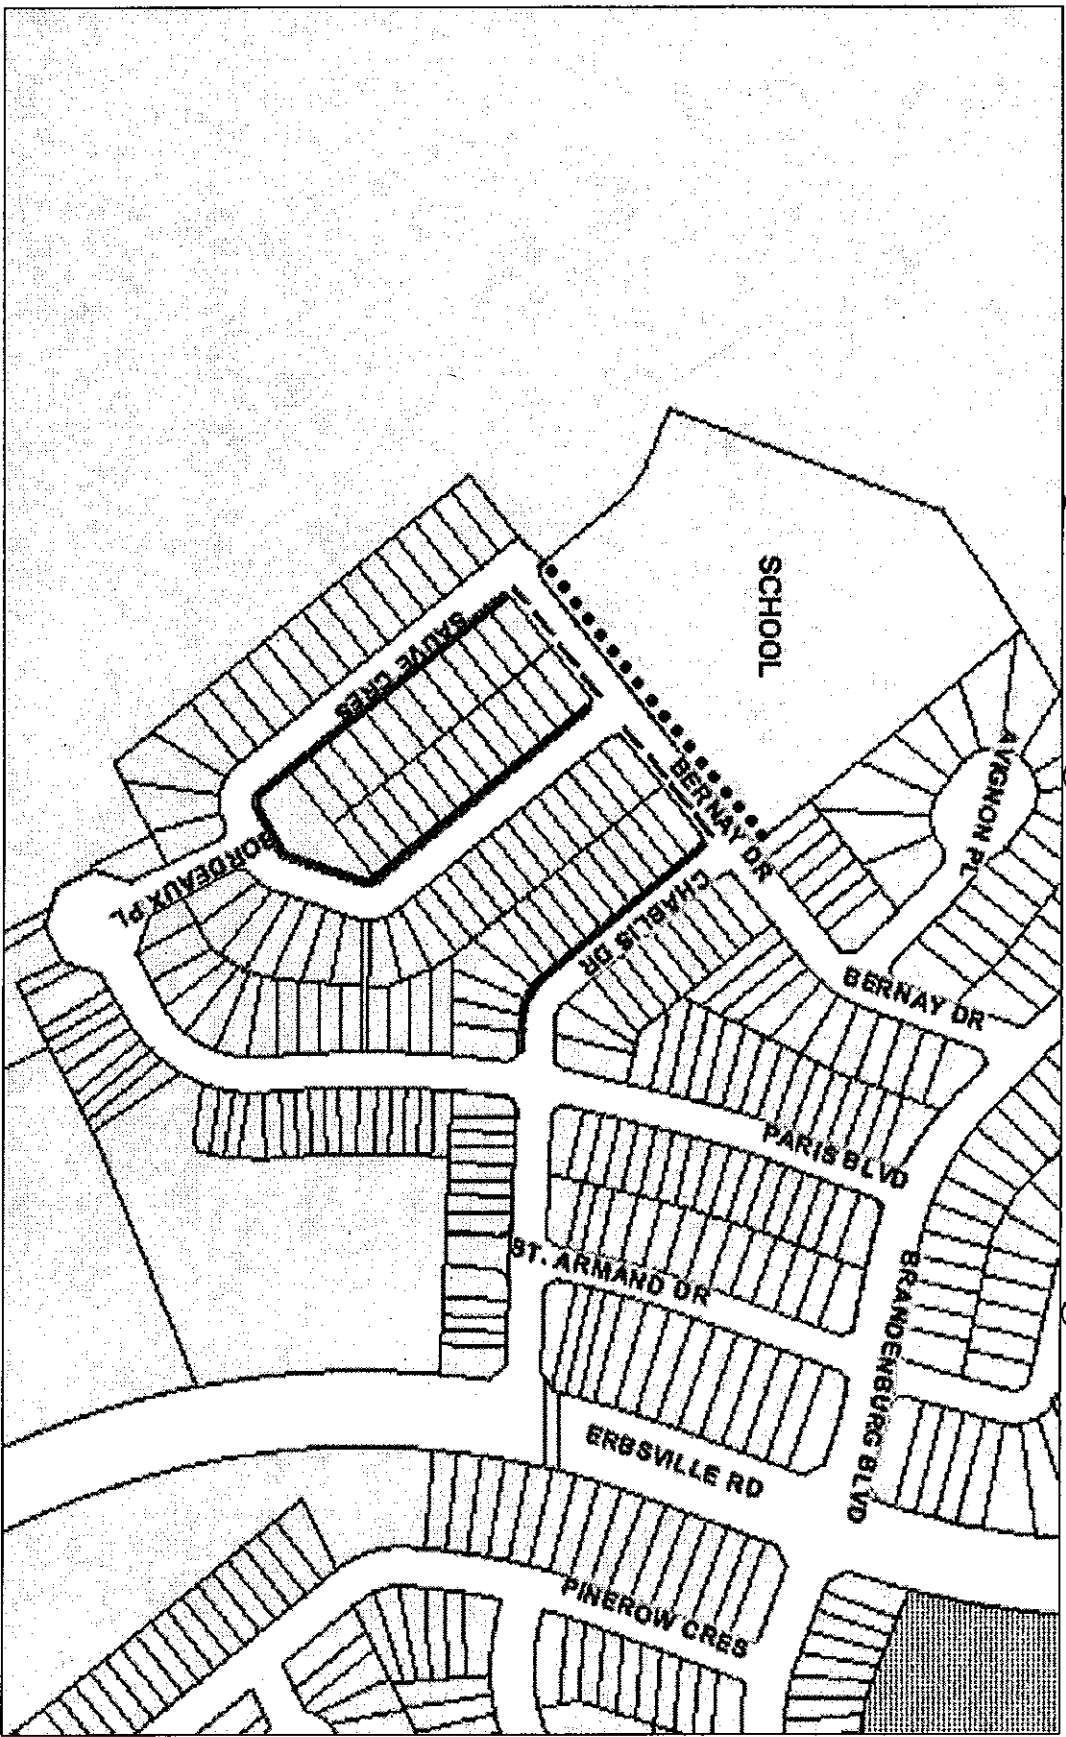 SCHOOL
AVIGNON PL
SAUVE CRES
BERNAY DR
BORDEAUX PL
CHABLIS DR
BERNAY DR
PARIS BLVD
ST. ARMAND DR
BRANDENBURG BLVD
ERBSVILLE RD
PINEROW CRES